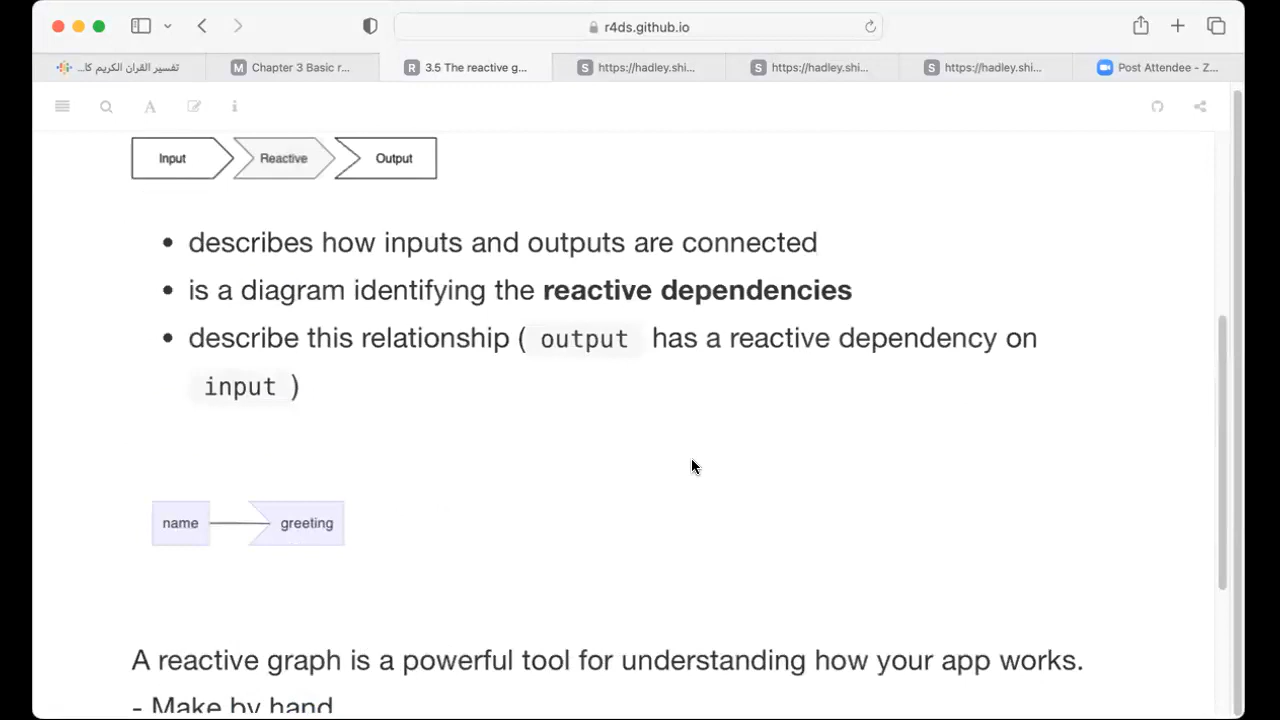 r4ds.github.io
تفسير القران الكريم كا...
M Chapter 3 Basic r...
R 3.5 The reactive g...
S https://hadley.shi...
S https://hadley.shi...
S https://hadley.shi...
Post Attendee - Z...
A i
Input Reactive Output
• describes how inputs and outputs are connected
• is a diagram identifying the reactive dependencies
• describe this relationship ( output has a reactive dependency on
input )
name greeting
A reactive graph is a powerful tool for understanding how your app works.
- Make by hand